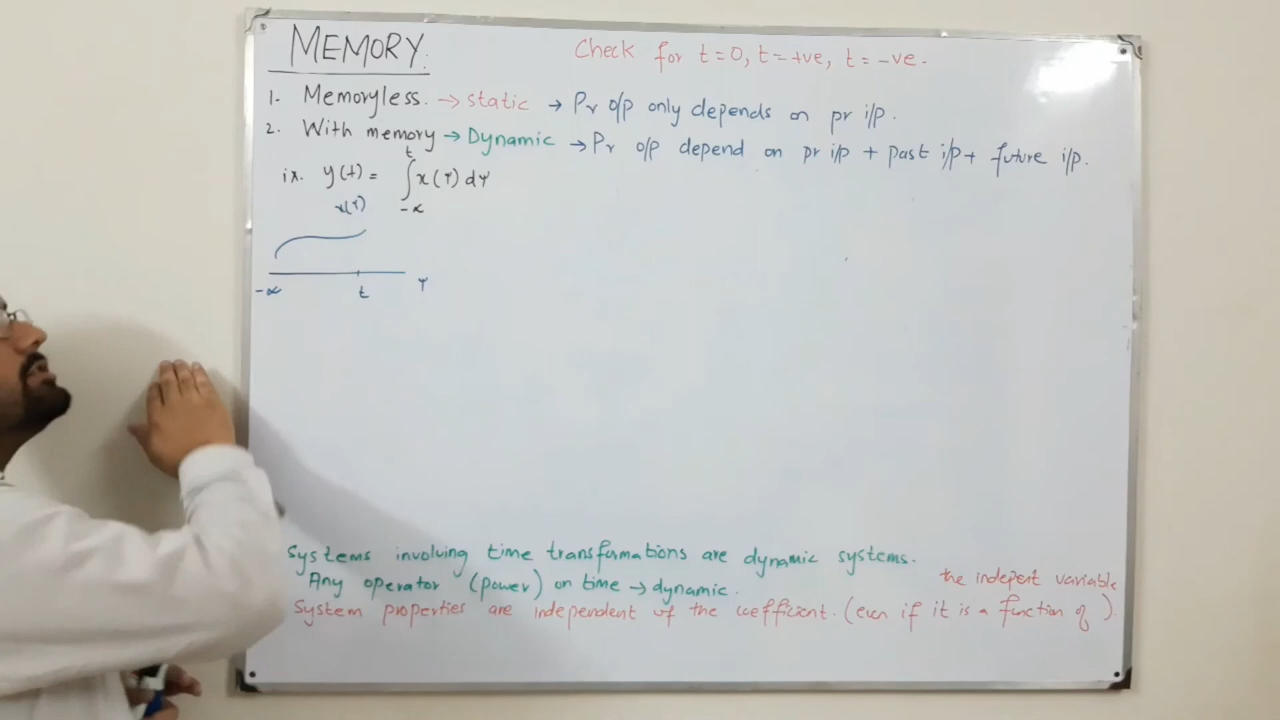 MEMORY.
Check for t=0, t=+ve, t=-ve.
1. Memoryless. → static → Pr o/p only depends on pr i/p.
2. With memory → Dynamic → Pr o/p depend on pr i/p + past i/p + future i/p.
ix. y(t) = ∫_{-∞}^{t} x(τ) dτ
x(τ)
-∞ t τ
Systems involving time transformations are dynamic systems.
Any operator (power) on time → dynamic.
the indepent variable
System properties are independent of the coefficient. (even if it is a function of ).